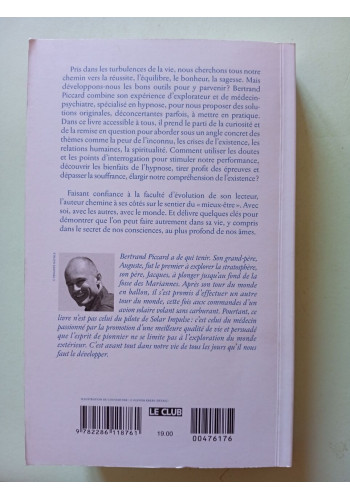 Pris dans les turbulences de la vie, nous cherchons tous notre
chemin vers la réussite, l'équilibre, le bonheur, la sagesse. Mais
développons-nous les bons outils pour y parvenir ? Bertrand
Piccard combine son expérience d'explorateur et de médecin-
psychiatre, spécialisé en hypnose, pour nous proposer des solu-
tions originales, déconcertantes parfois, à mettre en pratique.
Dans ce livre accessible à tous, il prend le parti de la curiosité et
de la remise en question pour aborder sous un angle concret des
thèmes comme la peur de l'inconnu, les crises de l'existence, les
relations humaines, la spiritualité. Comment utiliser les doutes
et les points d'interrogation pour stimuler notre performance,
découvrir les bienfaits de l'hypnose, tirer profit des épreuves et
dépasser la souffrance, élargir notre compréhension de l'existence ?
Faisant confiance à la faculté d'évolution de son lecteur,
l'auteur chemine à ses côtés sur le sentier du « mieux-être ». Avec
soi, avec les autres, avec le monde. Et délivre quelques clés pour
démontrer que l'on peut faire autrement dans sa vie, y compris
dans le secret de nos consciences, au plus profond de nos âmes.
Bertrand Piccard a de qui tenir. Son grand-père,
Auguste, fut le premier à explorer la stratosphère,
son père, Jacques, à plonger jusqu'au fond de la
fosse des Mariannes. Après son tour du monde
en ballon, il s'est promis d'effectuer un autre
tour du monde, cette fois aux commandes d'un
avion solaire volant sans carburant. Pourtant, ce
livre n'est pas celui du pilote de Solar Impulse : c'est celui du médecin
passionné par la promotion d'une meilleure qualité de vie et persuadé
que l'esprit de pionnier ne se limite pas à l'exploration du monde
extérieur. C'est avant tout dans notre vie de tous les jours qu'il nous
faut le développer.
LE CLUB
9 782286 118761
19.00
00476176